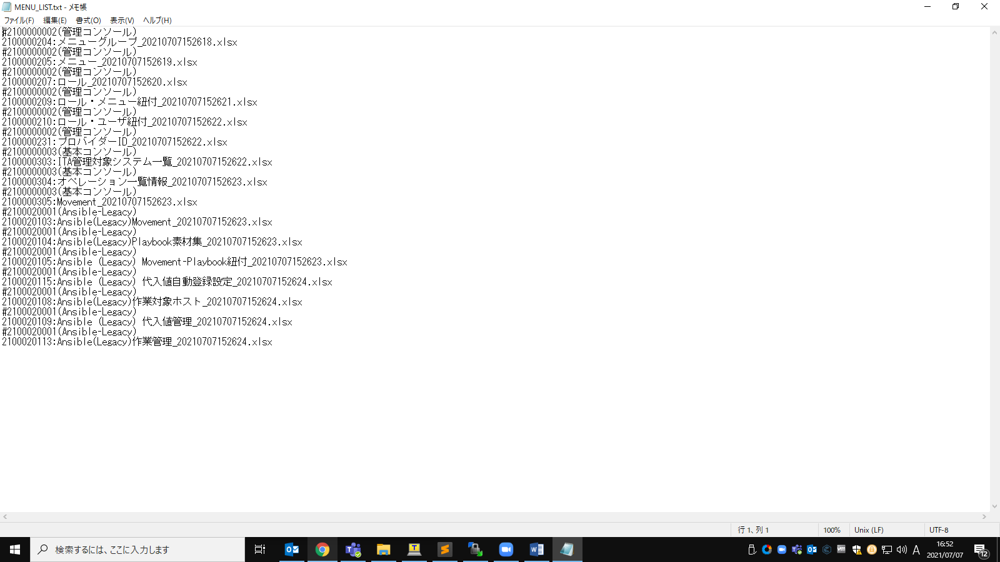 MENU_LIST.txt - メモ帳
ファイル(F) 編集(E) 書式(O) 表示(V) ヘルプ(H)
#2100000002(管理コンソール)
2100000204:メニューグループ_20210707152618.xlsx
#2100000002(管理コンソール)
2100000205:メニュー_20210707152619.xlsx
#2100000002(管理コンソール)
2100000207:ロール_20210707152620.xlsx
#2100000002(管理コンソール)
2100000209:ロール・メニュー紐付_20210707152621.xlsx
#2100000002(管理コンソール)
2100000210:ロール・ユーザ紐付_20210707152622.xlsx
#2100000002(管理コンソール)
2100000231:プロバイダーID_20210707152622.xlsx
#2100000003(基本コンソール)
2100000303:ITA管理対象システム一覧_20210707152622.xlsx
#2100000003(基本コンソール)
2100000304:オペレーション一覧情報_20210707152623.xlsx
#2100000003(基本コンソール)
2100000305:Movement_20210707152623.xlsx
#2100020001(Ansible-Legacy)
2100020103:Ansible(Legacy)Movement_20210707152623.xlsx
#2100020001(Ansible-Legacy)
2100020104:Ansible(Legacy)Playbook素材集_20210707152623.xlsx
#2100020001(Ansible-Legacy)
2100020105:Ansible (Legacy) Movement-Playbook紐付_20210707152623.xlsx
#2100020001(Ansible-Legacy)
2100020115:Ansible (Legacy) 代入値自動登録設定_20210707152624.xlsx
#2100020001(Ansible-Legacy)
2100020108:Ansible(Legacy)作業対象ホスト_20210707152624.xlsx
#2100020001(Ansible-Legacy)
2100020109:Ansible (Legacy) 代入値管理_20210707152624.xlsx
#2100020001(Ansible-Legacy)
2100020113:Ansible(Legacy)作業管理_20210707152624.xlsx
行 1、列 1 100% Unix (LF) UTF-8
検索するには、ここに入力します
A
16:52
2021/07/07
12